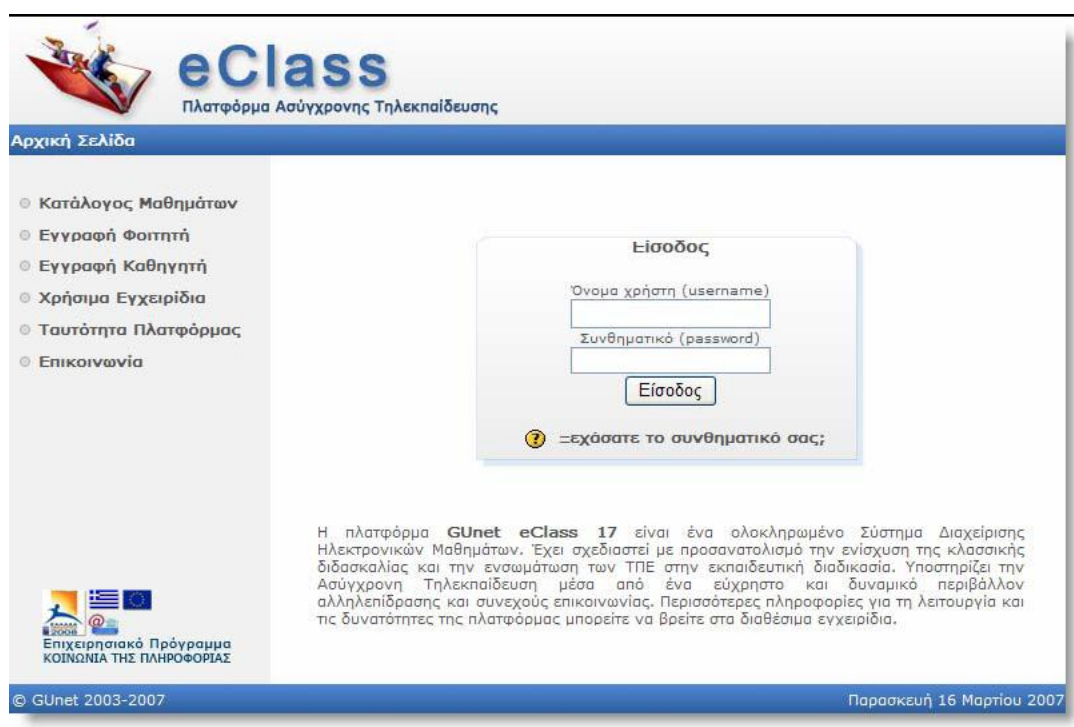 eClass
Πλατφόρμα Ασύγχρονης Τηλεκπαίδευσης
Αρχική Σελίδα
Κατάλογος Μαθημάτων
Εγγραφή Φοιτητή
Εγγραφή Καθηγητή
Χρήσιμα Εγχειρίδια
Ταυτότητα Πλατφόρμας
Επικοινωνία
Είσοδος
Όνομα χρήστη (username)
Συνθηματικό (password)
Είσοδος
Ξεχάσατε το συνθηματικό σας;
Η πλατφόρμα GUnet eClass 17 είναι ένα ολοκληρωμένο Σύστημα Διαχείρισης
Ηλεκτρονικών Μαθημάτων. Έχει σχεδιαστεί με προσανατολισμό την ενίσχυση της κλασσικής
διδασκαλίας και την ενσωμάτωση των ΤΠΕ στην εκπαιδευτική διαδικασία. Υποστηρίζει την
Ασύγχρονη Τηλεκπαίδευση μέσα από ένα εύχρηστο και δυναμικό περιβάλλον
αλληλεπίδρασης και συνεχούς επικοινωνίας. Περισσότερες πληροφορίες για τη λειτουργία και
τις δυνατότητες της πλατφόρμας μπορείτε να βρείτε στα διαθέσιμα εγχειρίδια.
ΕΛΛΑΔΑ
2008
Επιχειρησιακό Πρόγραμμα
ΚΟΙΝΩΝΙΑ ΤΗΣ ΠΛΗΡΟΦΟΡΙΑΣ
© GUnet 2003-2007
Παρασκευή 16 Μαρτίου 2007